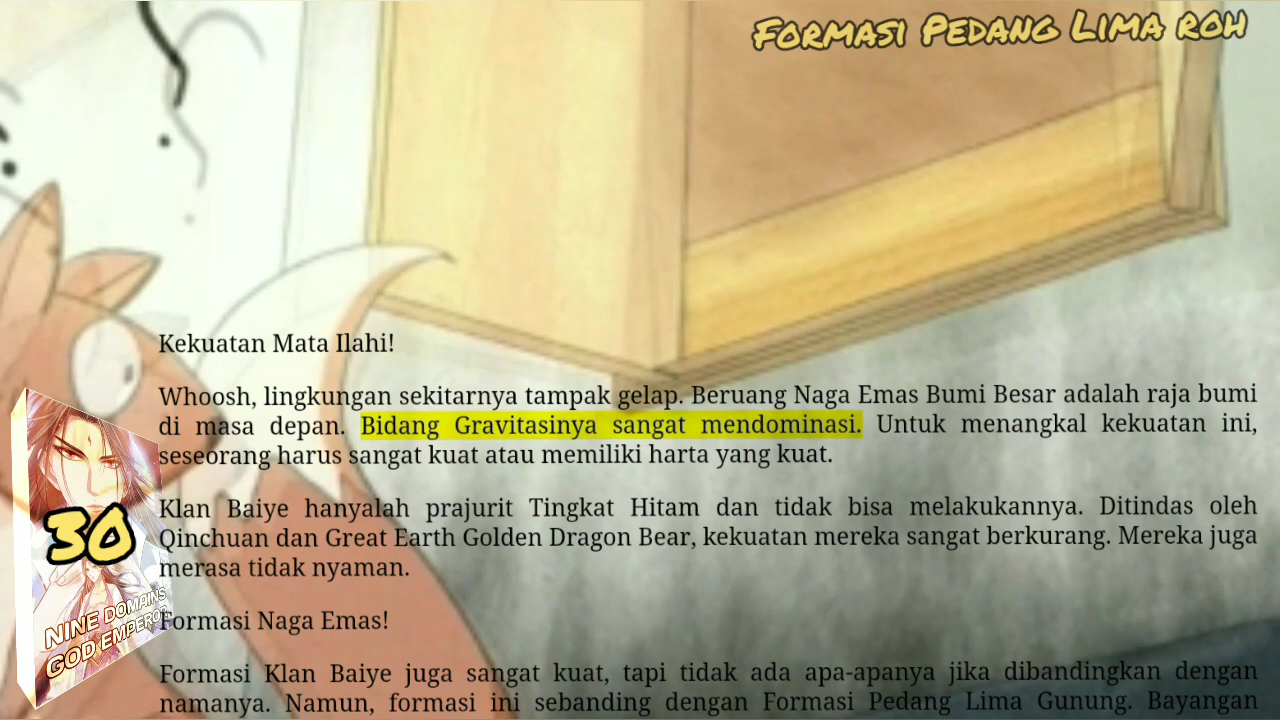 Formasi Pedang Lima roh
Kekuatan Mata Ilahi!
Whoosh, lingkungan sekitarnya tampak gelap. Beruang Naga Emas Bumi Besar adalah raja bumi
di masa depan. Bidang Gravitasinya sangat mendominasi. Untuk menangkal kekuatan ini,
seseorang harus sangat kuat atau memiliki harta yang kuat.
Klan Baiye hanyalah prajurit Tingkat Hitam dan tidak bisa melakukannya. Ditindas oleh
Qinchuan dan Great Earth Golden Dragon Bear, kekuatan mereka sangat berkurang. Mereka juga
merasa tidak nyaman.
30
NINE DOMAINS
GOD EMPEROR
Formasi Naga Emas!
Formasi Klan Baiye juga sangat kuat, tapi tidak ada apa-apanya jika dibandingkan dengan
namanya. Namun, formasi ini sebanding dengan Formasi Pedang Lima Gunung. Bayangan